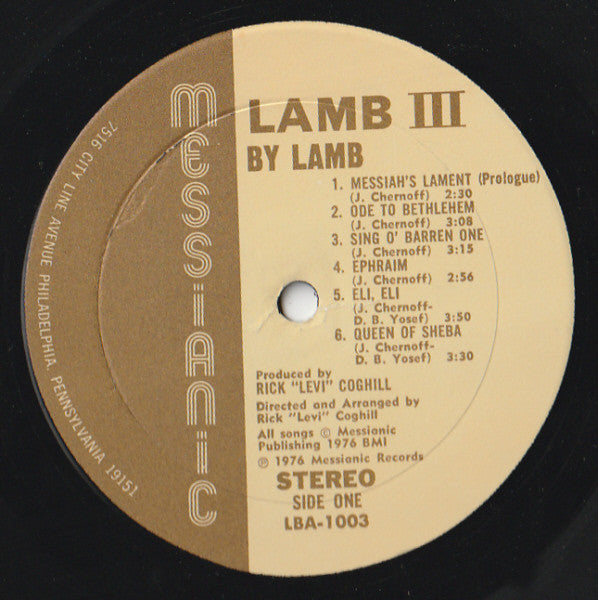 MESSiANiC
7516 CITY LINE AVENUE PHILADELPHIA, PENNSYLVANIA 19151
LAMB III
BY LAMB
1. MESSIAH'S LAMENT (Prologue)
(J. Chernoff) 2:30
2. ODE TO BETHLEHEM
(J. Chernoff) 3:08
3. SING O' BARREN ONE
(J. Chernoff) 3:15
4. EPHRAIM
(J. Chernoff) 2:56
5. ELI, ELI
(J. Chernoff-
D. B. Yosef) 3:50
6. QUEEN OF SHEBA
(J. Chernoff-
D. B. Yosef) 3:30
Produced by
RICK "LEVI" COGHILL
Directed and Arranged by
Rick "Levi" Coghill
All songs © Messianic
Publishing 1976 BMI
℗ 1976 Messianic Records
STEREO
SIDE ONE
LBA-1003